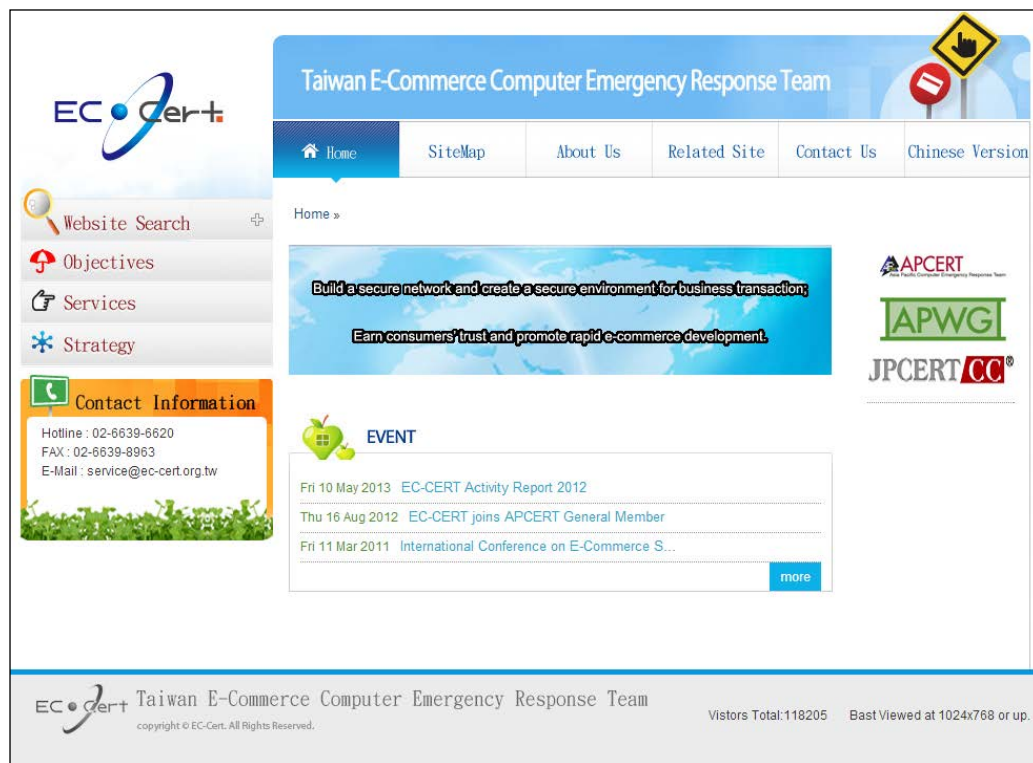 EC Cert
Taiwan E-Commerce Computer Emergency Response Team
Home
SiteMap
About Us
Related Site
Contact Us
Chinese Version
Website Search
Objectives
Services
Strategy
Contact Information
Hotline : 02-6639-6620
FAX : 02-6639-8963
E-Mail : service@ec-cert.org.tw
Home »
Build a secure network and create a secure environment for business transaction;
Earn consumers' trust and promote rapid e-commerce development.
EVENT
Fri 10 May 2013 EC-CERT Activity Report 2012
Thu 16 Aug 2012 EC-CERT joins APCERT General Member
Fri 11 Mar 2011 International Conference on E-Commerce S...
more
APCERT
Asia Pacific Computer Emergency Response Team
APWG
JPCERT CC®
EC Cert
Taiwan E-Commerce Computer Emergency Response Team
copyright © EC-Cert. All Rights Reserved.
Vistors Total:118205
Bast Viewed at 1024x768 or up.